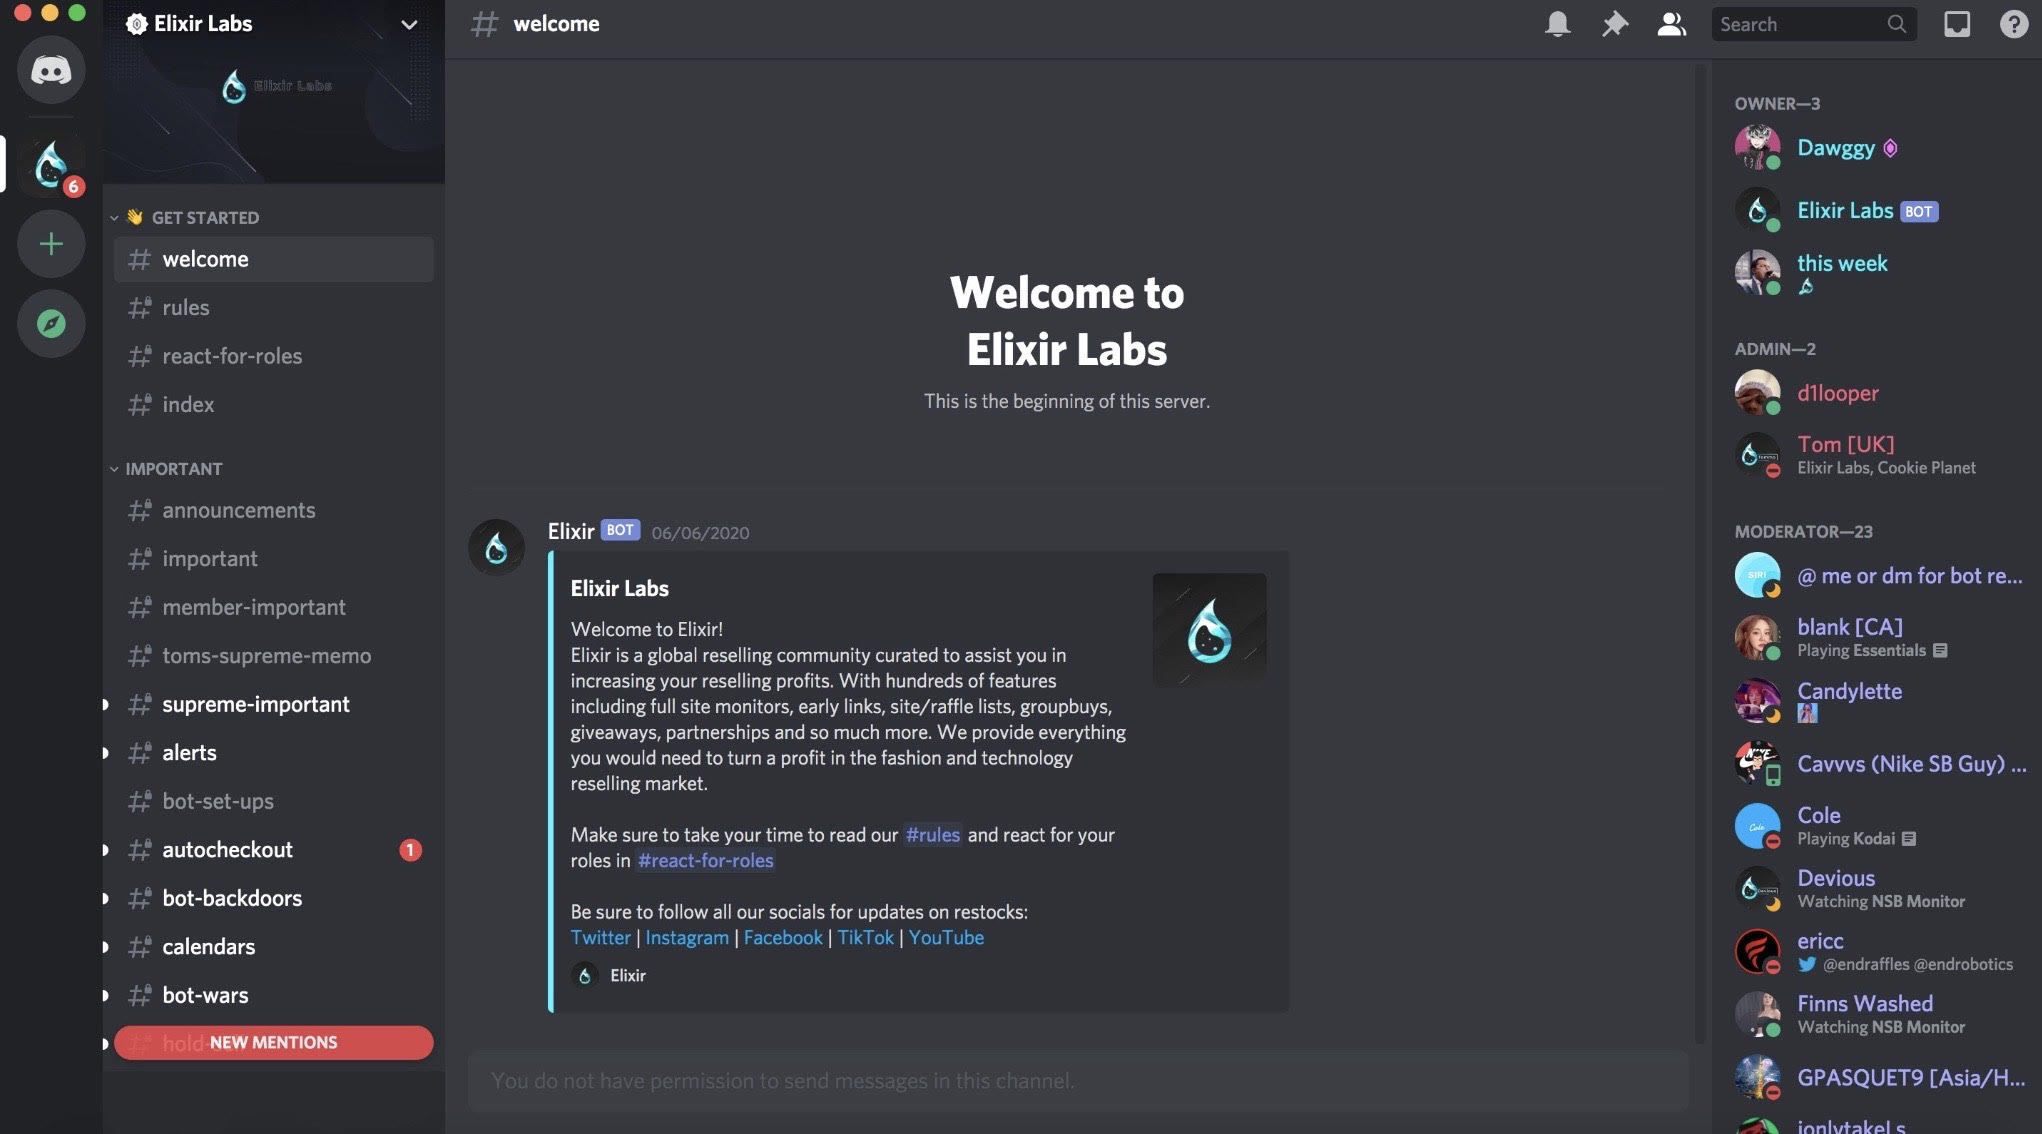 Elixir Labs
Elixir Labs
6
GET STARTED
welcome
rules
react-for-roles
index
IMPORTANT
announcements
important
member-important
toms-supreme-memo
supreme-important
alerts
bot-set-ups
autocheckout 1
bot-backdoors
calendars
bot-wars
NEW MENTIONS
welcome
Search
?
Welcome to
Elixir Labs
This is the beginning of this server.
Elixir BOT 06/06/2020
Elixir Labs
Welcome to Elixir!
Elixir is a global reselling community curated to assist you in
increasing your reselling profits. With hundreds of features
including full site monitors, early links, site/raffle lists, groupbuys,
giveaways, partnerships and so much more. We provide everything
you would need to turn a profit in the fashion and technology
reselling market.
Make sure to take your time to read our #rules and react for your
roles in #react-for-roles
Be sure to follow all our socials for updates on restocks:
Twitter | Instagram | Facebook | TikTok | YouTube
Elixir
You do not have permission to send messages in this channel.
OWNER—3
Dawggy
Elixir Labs BOT
this week
ADMIN—2
d1looper
Tom [UK]
Elixir Labs, Cookie Planet
MODERATOR—23
@ me or dm for bot re...
blank [CA]
Playing Essentials
Candylette
Cavvvs (Nike SB Guy) ...
Cole
Playing Kodai
Devious
Watching NSB Monitor
ericc
@endraffles @endrobotics
Finns Washed
Watching NSB Monitor
GPASQUET9 [Asia/H...